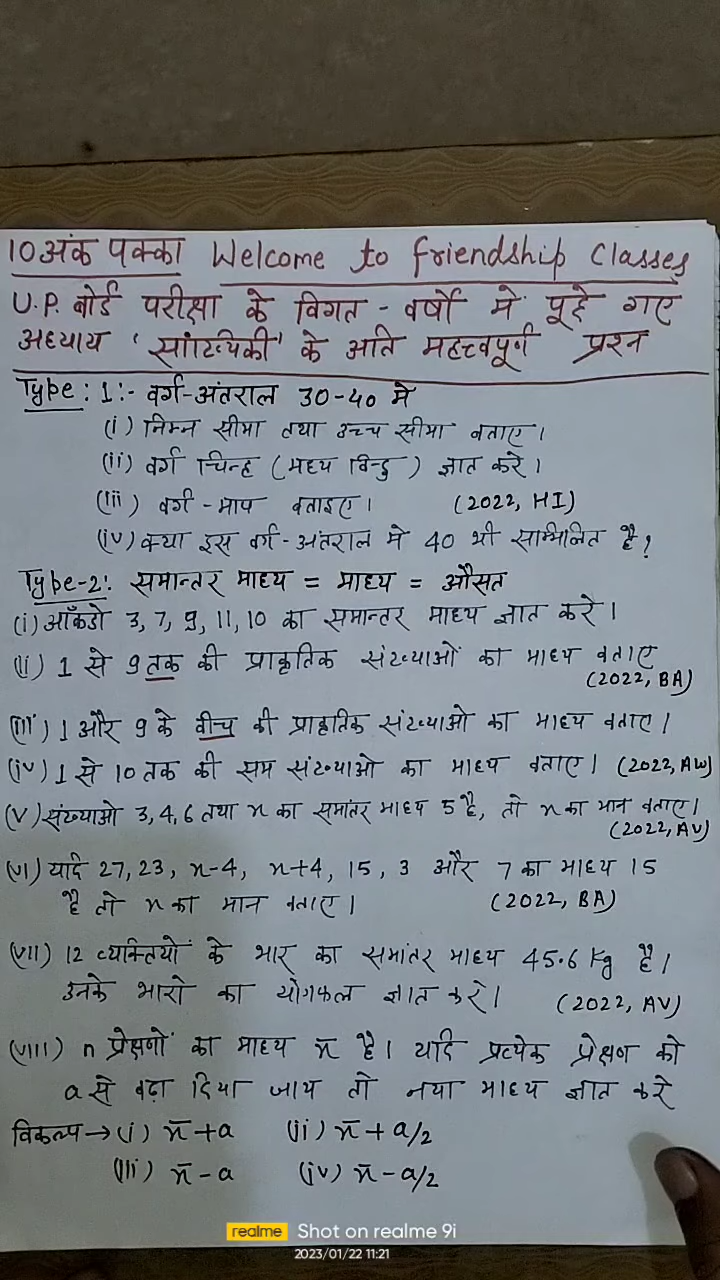 10 अंक पक्का Welcome to friendship Classes
U.P. बोर्ड परीक्षा के विगत - वर्षो में पूछे गए
अध्याय ' सांख्यिकी' के अति महत्त्वपूर्ण प्रश्न
Type : 1 :- वर्ग-अंतराल 30-40 मे
(i) निम्न सीमा तथा उच्च सीमा बताए।
(ii) वर्ग चिन्ह ( मध्य बिन्दु ) ज्ञात करे।
(iii) वर्ग - माप बताइए। (2022, HI)
(iv) क्या इस वर्ग-अंतराल मे 40 भी सम्मिलित है?
Type-2: समान्तर माध्य = माध्य = औसत
(i) आँकडो 3, 7, 9, 11, 10 का समान्तर माध्य ज्ञात करे।
(ii) 1 से 9 तक की प्राकृतिक संख्याओं का माध्य बताए
(2022, BA)
(iii) 1 और 9 के बीच की प्राकृतिक संख्याओ का माध्य बताए।
(iv) 1 से 10 तक की सम संख्याओ का माध्य बताए। (2022, AW)
(v) संख्याओ 3, 4, 6 तथा x का समांतर माध्य 5 है, तो x का मान बताए।
(2022, AV)
(vi) यदि 27, 23, x-4, x+4, 15, 3 और 7 का माध्य 15
है तो x का मान बताए। (2022, BA)
(vii) 12 व्यक्तियों के भार का समांतर माध्य 45.6 Kg है।
उनके भारो का योगफल ज्ञात करे। (2022, AV)
(viii) n प्रेक्षणों का माध्य x̄ है। यदि प्रत्येक प्रेक्षण को
a से बढ़ा दिया जाय तो नया माध्य ज्ञात करे
विकल्प → (i) x̄ + a (ii) x̄ + a/2
(iii) x̄ - a (iv) x̄ - a/2
realme Shot on realme 9i
2023/01/22 11:21